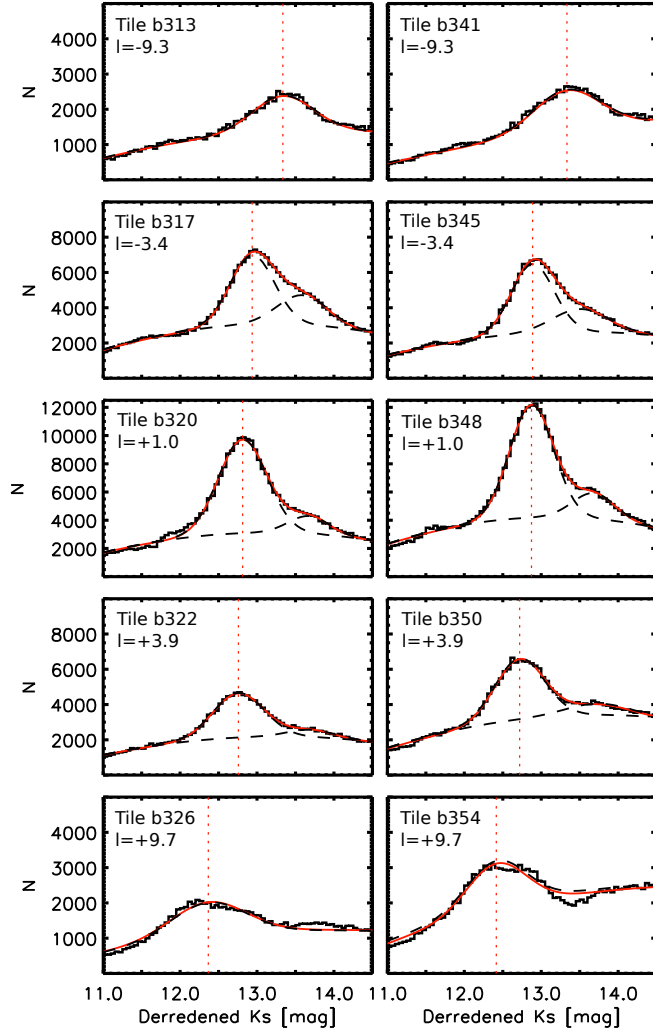 Tile b313
l=-9.3
5000
4000
3000
2000
1000
N
Tile b341
l=-9.3
Tile b317
l=-3.4
8000
6000
4000
2000
0
N
Tile b345
l=-3.4
Tile b320
l=+1.0
12000
10000
8000
6000
4000
2000
N
Tile b348
l=+1.0
Tile b322
l=+3.9
8000
6000
4000
2000
0
N
Tile b350
l=+3.9
Tile b326
l=+9.7
4000
3000
2000
1000
0
N
Tile b354
l=+9.7
11.0 12.0 13.0 14.0
11.0 12.0 13.0 14.0
Derredened Ks [mag]
Derredened Ks [mag]